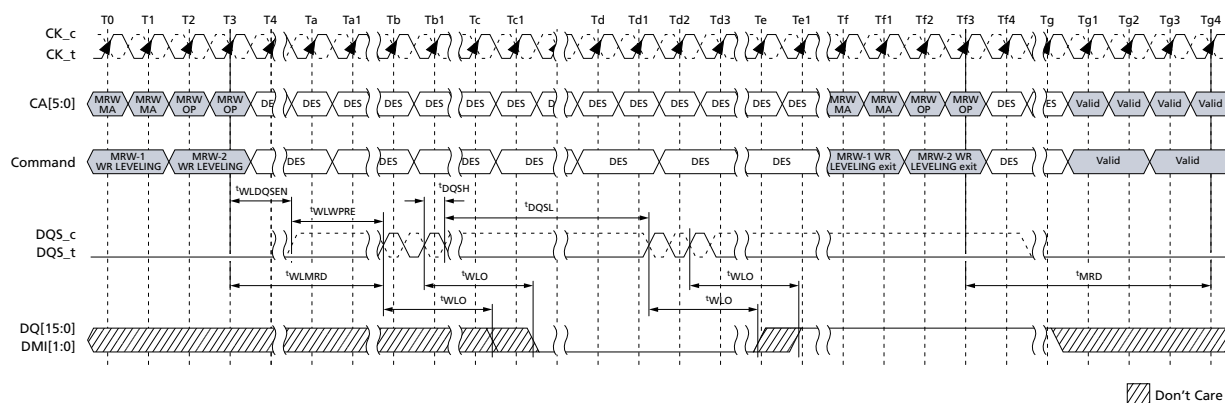 T0 T1 T2 T3 T4 Ta Ta1 Tb Tb1 Tc Tc1 Td Td1 Td2 Td3 Te Te1 Tf Tf1 Tf2 Tf3 Tf4 Tg Tg1 Tg2 Tg3 Tg4
CK_c
CK_t
CA[5:0] MRW MA MRW MA MRW OP MRW OP DE DES DES DES DES DES DES D DES DES DES DES DES DES MRW MA MRW MA MRW OP MRW OP DES DES ES Valid Valid Valid Valid
Command MRW-1 WR LEVELING MRW-2 WR LEVELING DES DES DES DES DES DES DES MRW-1 WR LEVELING exit MRW-2 WR LEVELING exit DES Valid Valid
tWLDQSEN tDQSH
tWLWPRE tDQSL
DQS_c
DQS_t
tWLMRD tWLO tWLO tMRD
tWLO tWLO
DQ[15:0]
DMI[1:0]
Don't Care